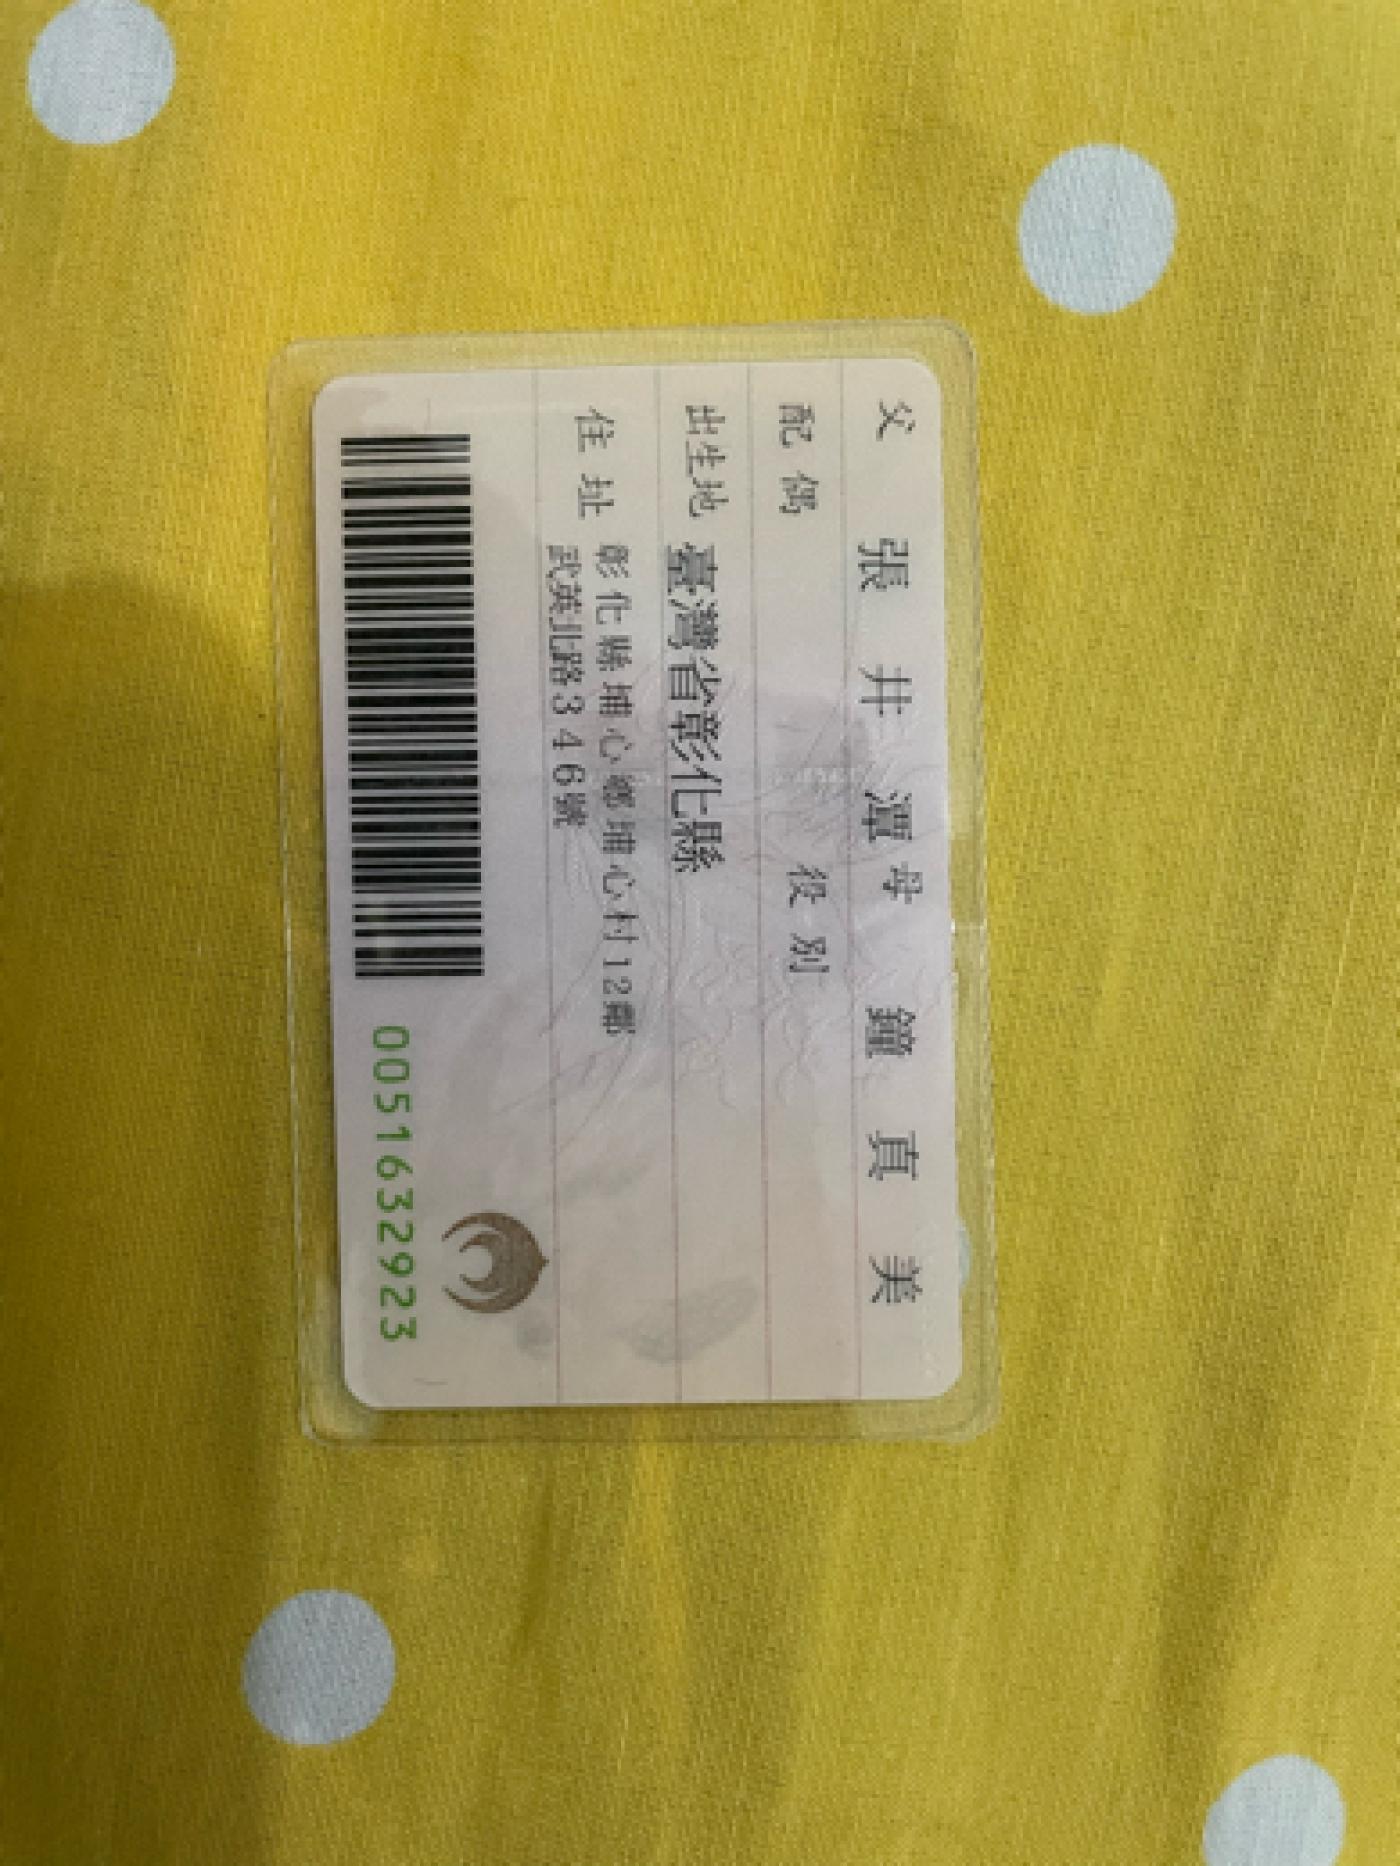 父 張井潭 母 鐘真美
配偶 役別
出生地 臺灣省彰化縣
住址 彰化縣埔心鄉埔心村12鄰
武英北路346號
0051632923